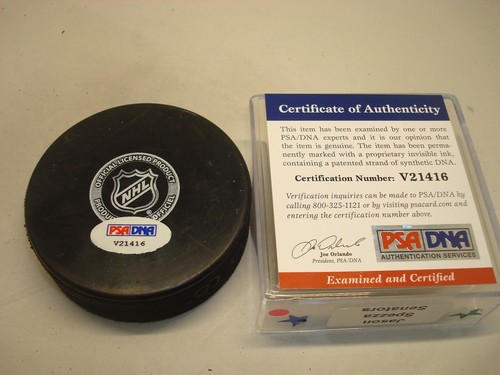 OFFICIAL LICENSED PRODUCT
NHL
PRODUIT OFFICIEL
PSA DNA
V21416
Certificate of Authenticity
This item has been examined by one or more
PSA/DNA experts and it is our opinion that
the item is genuine. The item has been perma-
nently marked with a proprietary invisible ink,
containing a patented strand of synthetic DNA.
Certification Number: V21416
Verification inquiries can be made to PSA/DNA by
calling 800-325-1121 or by visiting psacard.com and
entering the certification number above.
Joe Orlando
President, PSA/DNA
PSA DNA
AUTHENTICATION SERVICES
Examined and Certified
Jason
Spezza
Senators